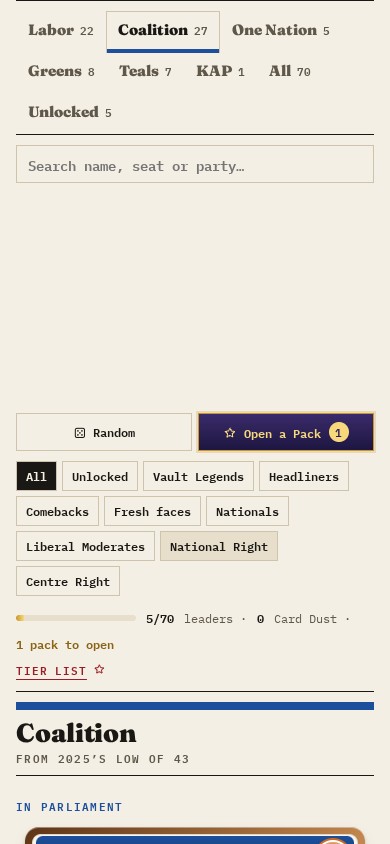 Labor 22 Coalition 27 One Nation 5
Greens 8 Teals 7 KAP 1 All 70
Unlocked 5
Search name, seat or party…
Random Open a Pack 1
All Unlocked Vault Legends Headliners
Comebacks Fresh faces Nationals
Liberal Moderates National Right
Centre Right
5/70 leaders · 0 Card Dust ·
1 pack to open
TIER LIST
Coalition
FROM 2025’S LOW OF 43
IN PARLIAMENT